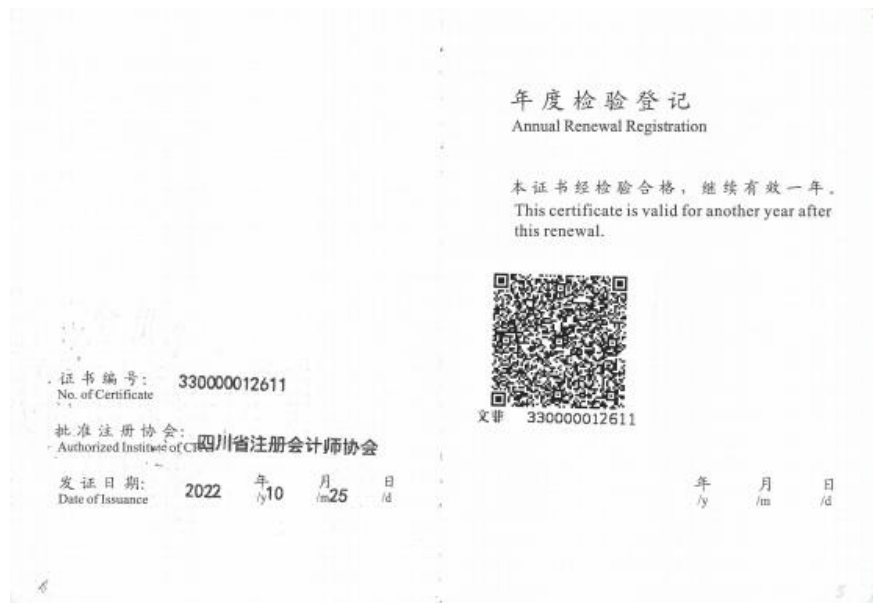 证书编号: 330000012611
No. of Certificate
批准注册协会: 四川省注册会计师协会
Authorized Institute of
发证日期: 2022 年 10 月 25 日
Date of Issuance /y /m /d
6
年度检验登记
Annual Renewal Registration
本证书经检验合格，继续有效一年。
This certificate is valid for another year after
this renewal.
文菲 330000012611
年 月 日
/y /m /d
5